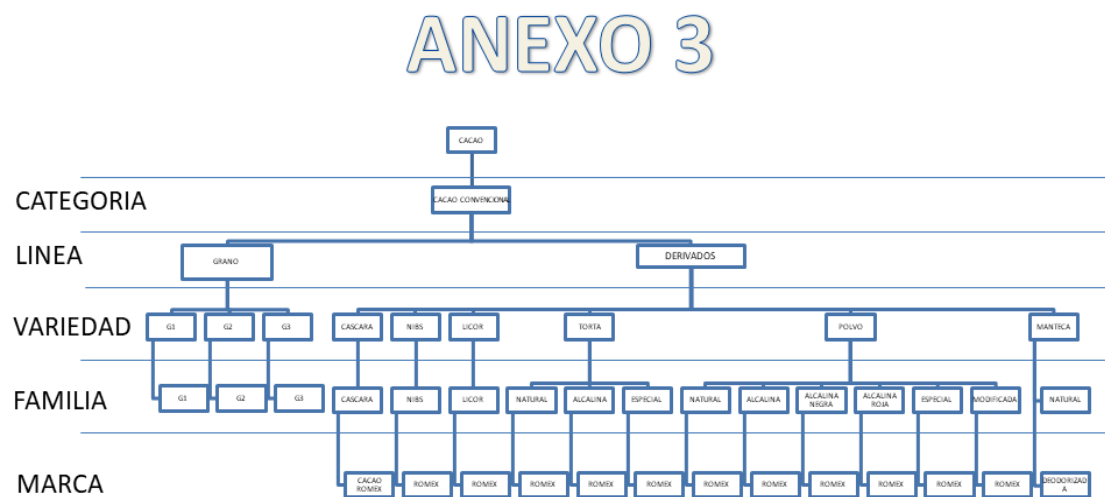 ANEXO 3
CACAO
CATEGORIA
CACAO CONVENCIONAL
LINEA
GRANO
DERIVADOS
VARIEDAD
G1
G2
G3
CASCARA
NIBS
LICOR
TORTA
POLVO
MANTECA
FAMILIA
G1
G2
G3
CASCARA
NIBS
LICOR
NATURAL
ALCALINA
ESPECIAL
NATURAL
ALCALINA
ALCALINA
NEGRA
ALCALINA
ROJA
ESPECIAL
MODIFICADA
NATURAL
MARCA
CACAO
ROMEX
ROMEX
ROMEX
ROMEX
ROMEX
ROMEX
ROMEX
ROMEX
ROMEX
ROMEX
ROMEX
ROMEX
DEODORIZAD
A